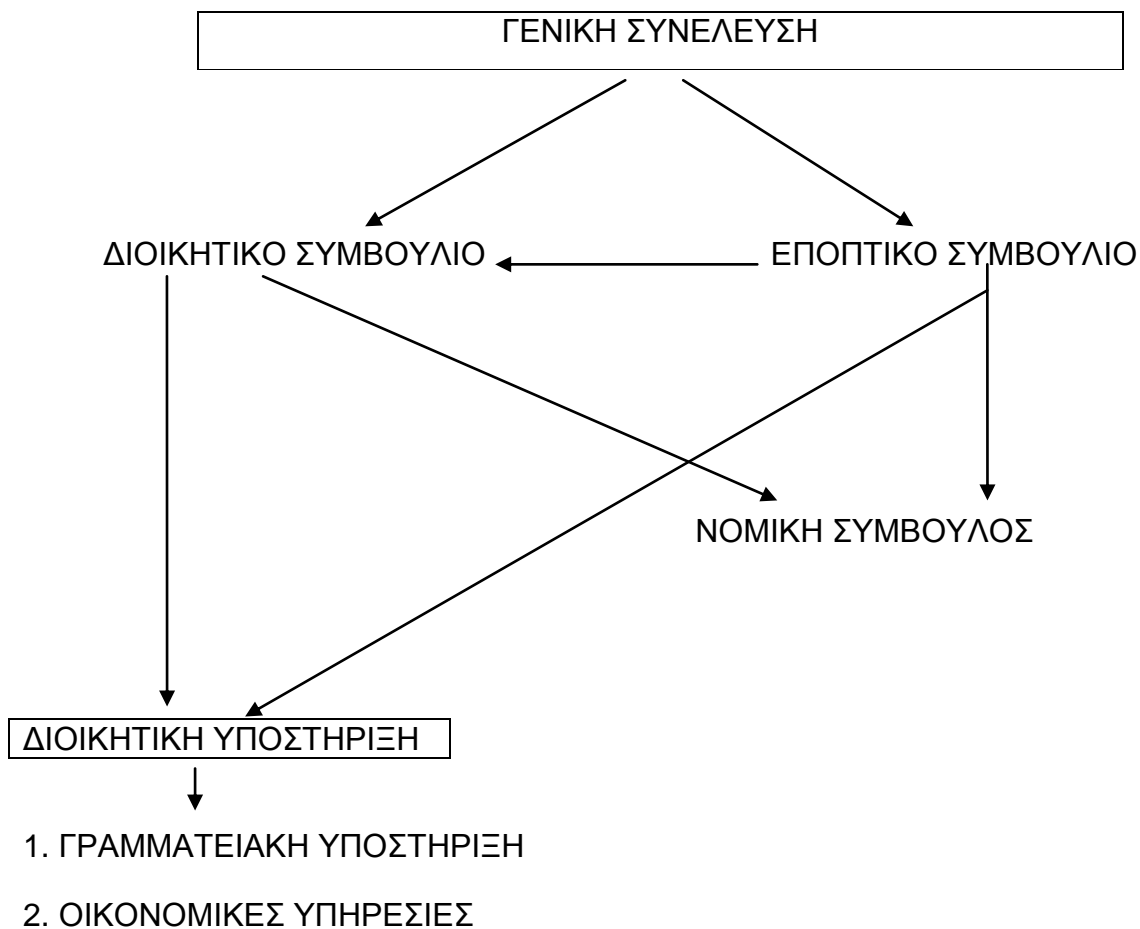 ΓΕΝΙΚΗ ΣΥΝΕΛΕΥΣΗ
ΔΙΟΙΚΗΤΙΚΟ ΣΥΜΒΟΥΛΙΟ
ΕΠΟΠΤΙΚΟ ΣΥΜΒΟΥΛΙΟ
ΝΟΜΙΚΗ ΣΥΜΒΟΥΛΟΣ
ΔΙΟΙΚΗΤΙΚΗ ΥΠΟΣΤΗΡΙΞΗ
1. ΓΡΑΜΜΑΤΕΙΑΚΗ ΥΠΟΣΤΗΡΙΞΗ
2. ΟΙΚΟΝΟΜΙΚΕΣ ΥΠΗΡΕΣΙΕΣ